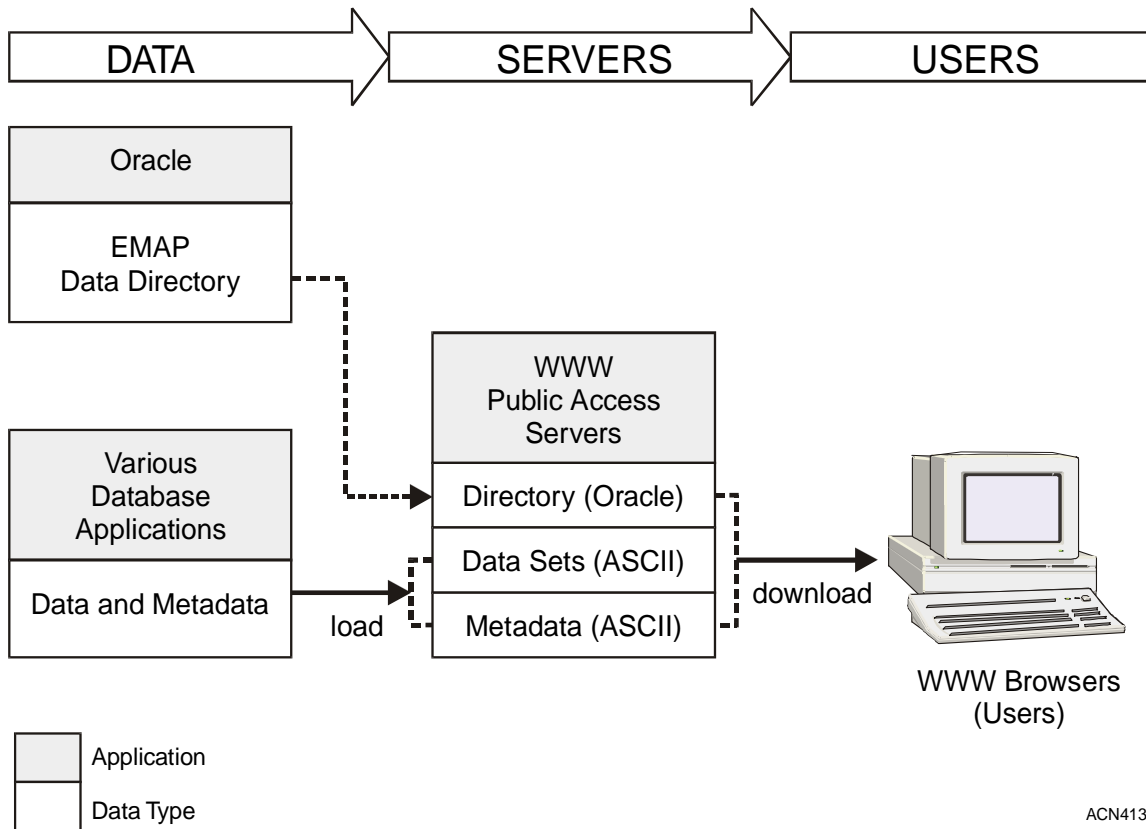 DATA
SERVERS
USERS
Oracle
EMAP
Data Directory
WWW
Public Access
Servers
Directory (Oracle)
Data Sets (ASCII)
Metadata (ASCII)
Various
Database
Applications
Data and Metadata
load
download
WWW Browsers
(Users)
Application
Data Type
ACN413